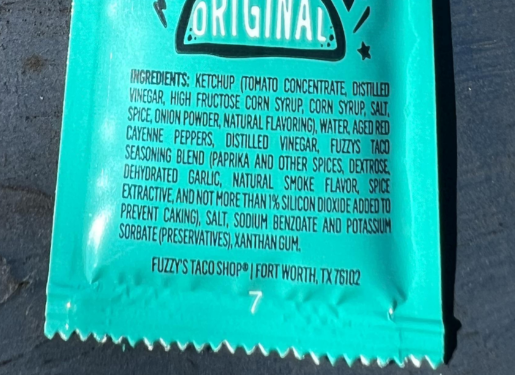 ORIGINAL
INGREDIENTS: KETCHUP (TOMATO CONCENTRATE, DISTILLED
VINEGAR, HIGH FRUCTOSE CORN SYRUP, CORN SYRUP, SALT,
SPICE, ONION POWDER, NATURAL FLAVORING), WATER, AGED RED
CAYENNE PEPPERS, DISTILLED VINEGAR, FUZZYS TACO
SEASONING BLEND (PAPRIKA AND OTHER SPICES, DEXTROSE,
DEHYDRATED GARLIC, NATURAL SMOKE FLAVOR, SPICE
EXTRACTIVE, AND NOT MORE THAN 1% SILICON DIOXIDE ADDED TO
PREVENT CAKING), SALT, SODIUM BENZOATE AND POTASSIUM
SORBATE (PRESERVATIVES), XANTHAN GUM.
FUZZY'S TACO SHOP® | FORT WORTH, TX 76102
7